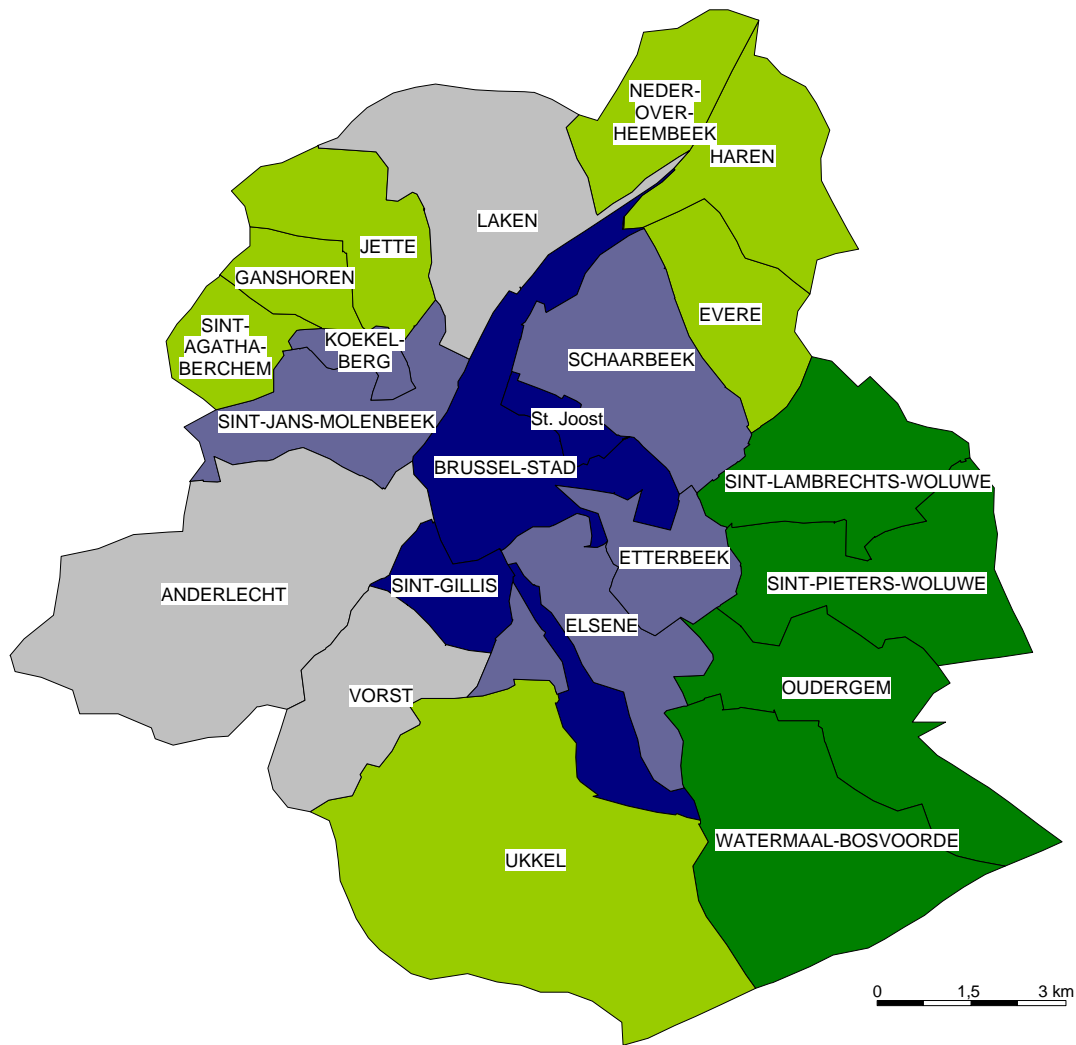 NEDER-
OVER-
HEEMBEEK
HAREN
LAKEN
JETTE
GANSHOREN
SINT-
AGATHA-
BERCHEM
KOEKEL-
BERG
EVERE
SCHAARBEEK
SINT-JANS-MOLENBEEK
St. Joost
BRUSSEL-STAD
SINT-LAMBRECHTS-WOLUWE
ETTERBEEK
SINT-PIETERS-WOLUWE
ANDERLECHT
SINT-GILLIS
ELSENE
VORST
OUDERGEM
WATERMAAL-BOSVOORDE
UKKEL
0 1,5 3 km